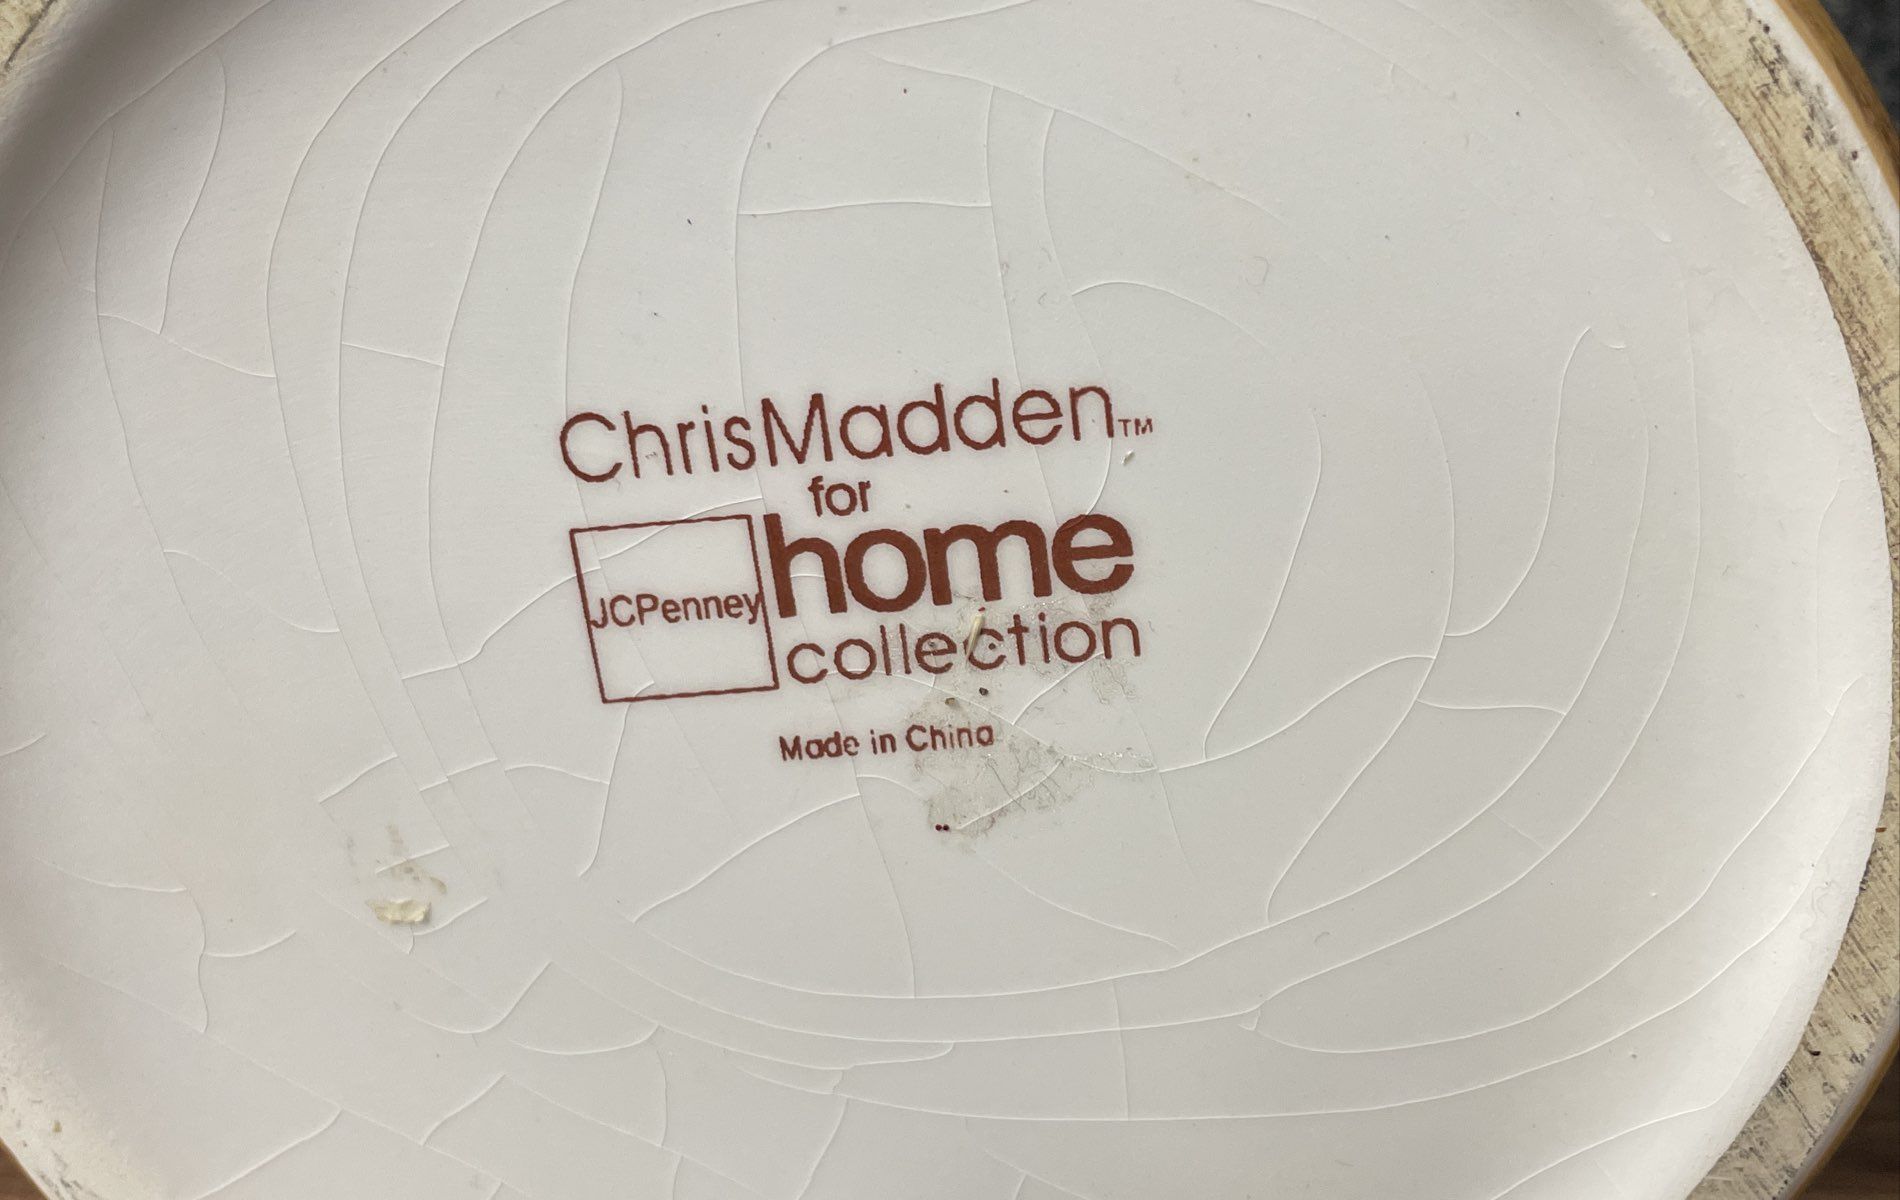 ChrisMadden™
for
JCPenney home
collection
Made in China